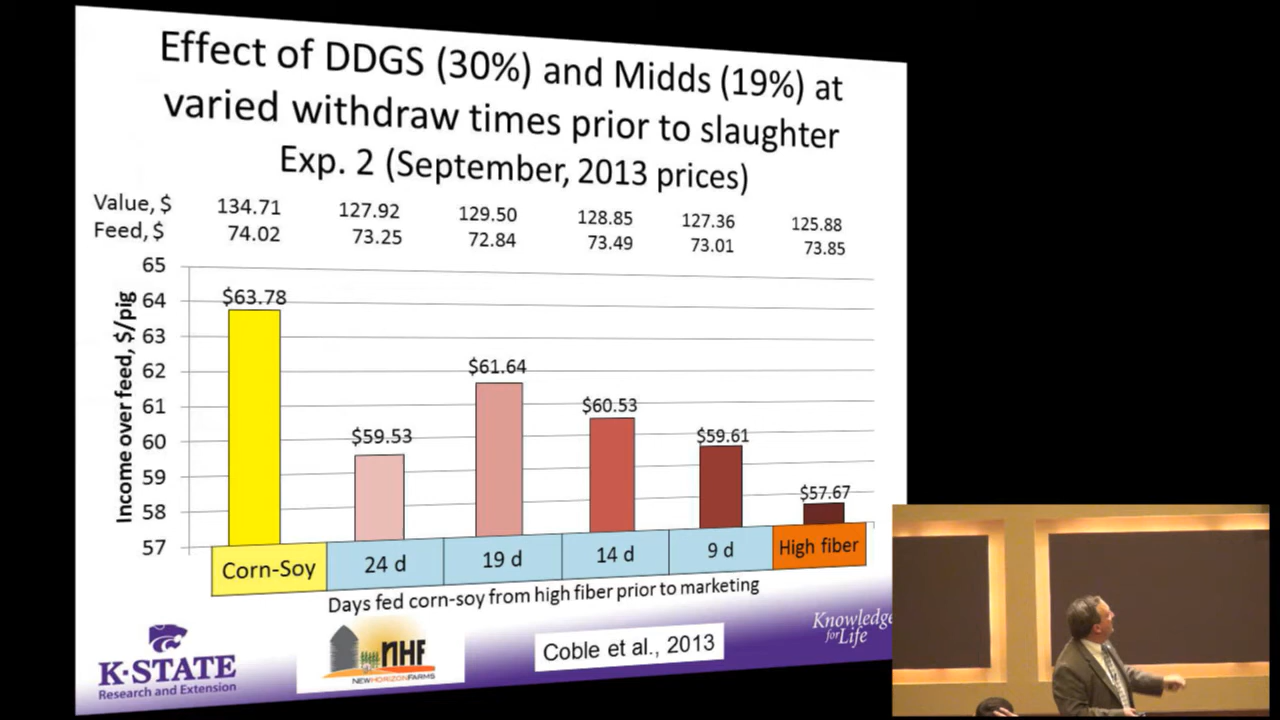 Effect of DDGS (30%) and Midds (19%) at
varied withdraw times prior to slaughter
Exp. 2 (September, 2013 prices)
Value, $ 134.71 127.92 129.50 128.85 127.36 125.88
Feed, $ 74.02 73.25 72.84 73.49 73.01 73.85
Income over feed, $/pig
65
64
63
62
61
60
59
58
57
$63.78
$59.53
$61.64
$60.53
$59.61
$57.67
Corn-Soy 24 d 19 d 14 d 9 d High fiber
Days fed corn-soy from high fiber prior to marketing
K-STATE
Research and Extension
NHF
NEWHORIZONFARMS
Coble et al., 2013
Knowledge
for Life